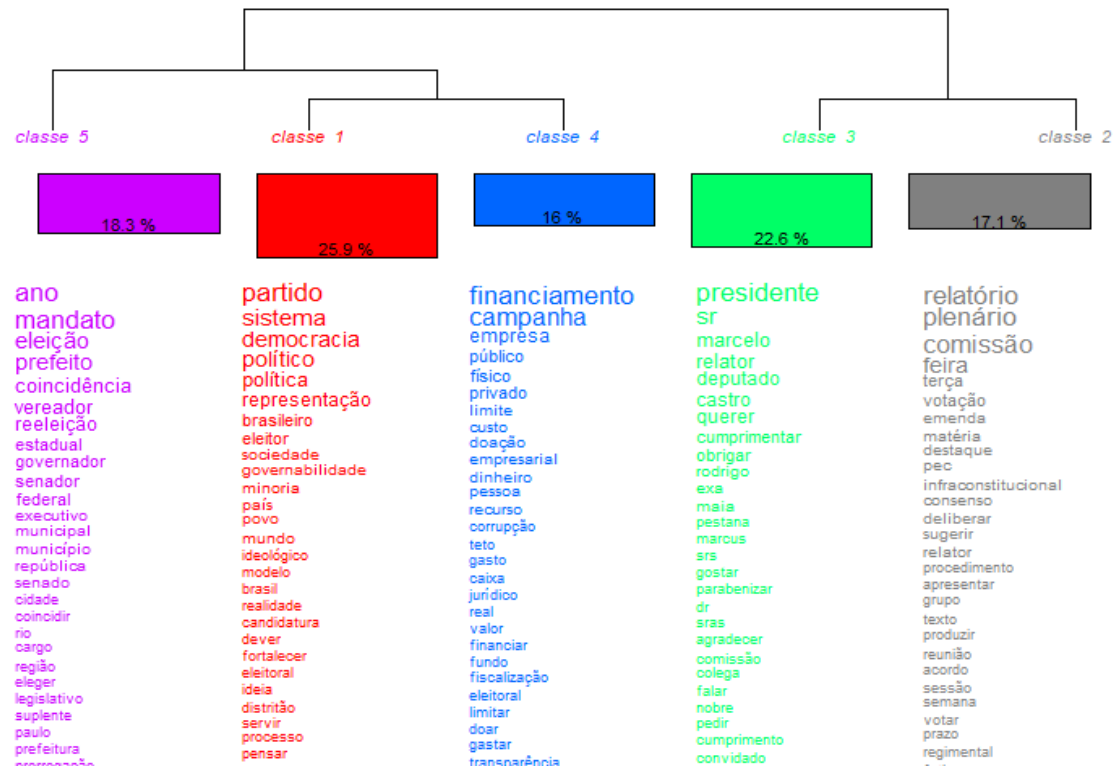 classe 5
classe 1
classe 4
classe 3
classe 2
18.3 %
25.9 %
16 %
22.6 %
17.1 %
ano
mandato
eleição
prefeito
coincidência
vereador
reeleição
estadual
governador
senador
federal
executivo
municipal
município
república
senado
cidade
coincidir
rio
cargo
região
eleger
legislativo
suplente
paulo
prefeitura
prorrogação
partido
sistema
democracia
político
política
representação
brasileiro
eleitor
sociedade
governabilidade
minoria
país
povo
mundo
ideológico
modelo
brasil
realidade
candidatura
dever
fortalecer
eleitoral
ideia
distritão
servir
processo
pensar
financiamento
campanha
empresa
público
físico
privado
limite
custo
doação
empresarial
dinheiro
pessoa
recurso
corrupção
teto
gasto
caixa
jurídico
real
valor
financiar
fundo
fiscalização
eleitoral
limitar
doar
gastar
transparência
presidente
sr
marcelo
relator
deputado
castro
querer
cumprimentar
obrigar
rodrigo
exa
maia
pestana
marcus
srs
gostar
parabenizar
dr
sras
agradecer
comissão
colega
falar
nobre
pedir
cumprimento
convidado
relatório
plenário
comissão
feira
terça
votação
emenda
matéria
destaque
pec
infraconstitucional
consenso
deliberar
sugerir
relator
procedimento
apresentar
grupo
texto
produzir
reunião
acordo
sessão
semana
votar
prazo
regimental